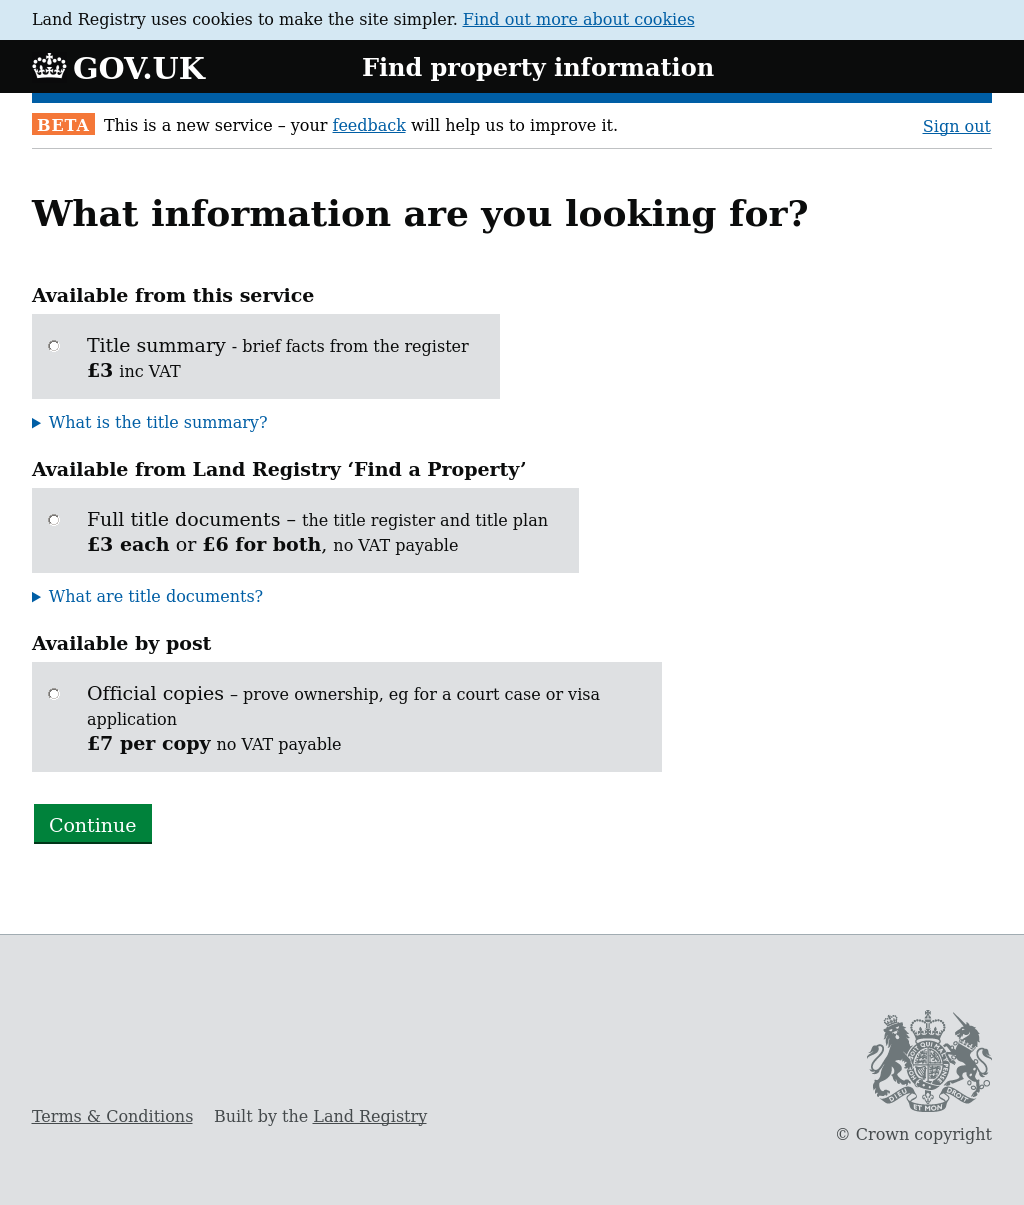 Land Registry uses cookies to make the site simpler. Find out more about cookies
GOV.UK Find property information
BETA This is a new service – your feedback will help us to improve it. Sign out
What information are you looking for?
Available from this service
Title summary - brief facts from the register
£3 inc VAT
What is the title summary?
Available from Land Registry ‘Find a Property’
Full title documents – the title register and title plan
£3 each or £6 for both, no VAT payable
What are title documents?
Available by post
Official copies – prove ownership, eg for a court case or visa
application
£7 per copy no VAT payable
Continue
DIEU ET MON DROIT
Terms & Conditions Built by the Land Registry
© Crown copyright